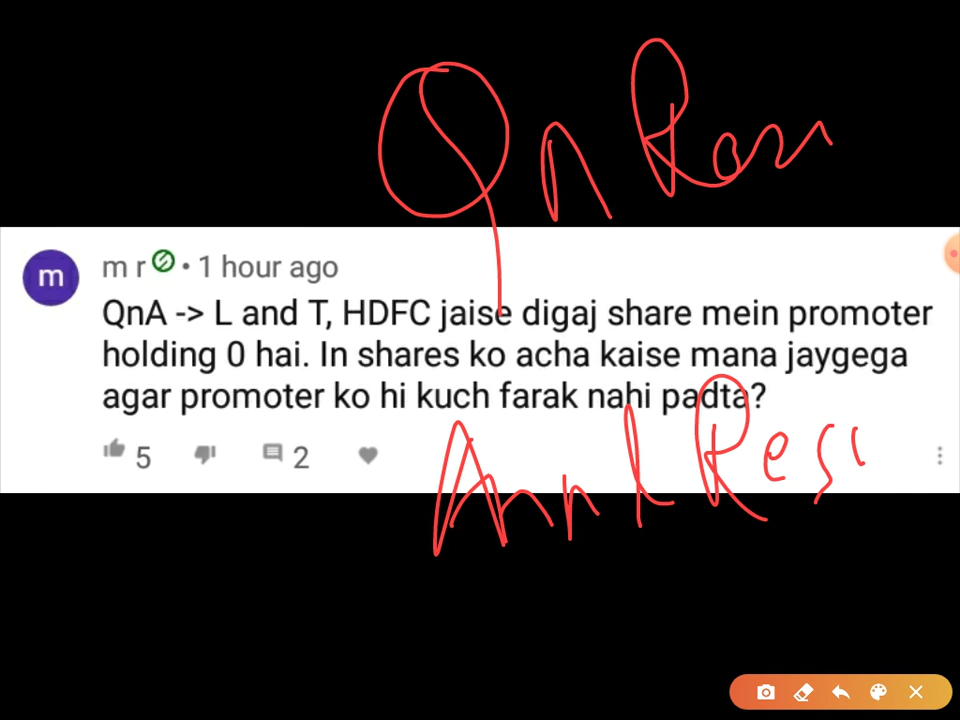 m r • 1 hour ago
QnA -> L and T, HDFC jaise digaj share mein promoter
holding 0 hai. In shares ko acha kaise mana jaygega
agar promoter ko hi kuch farak nahi padta?
5
2
m